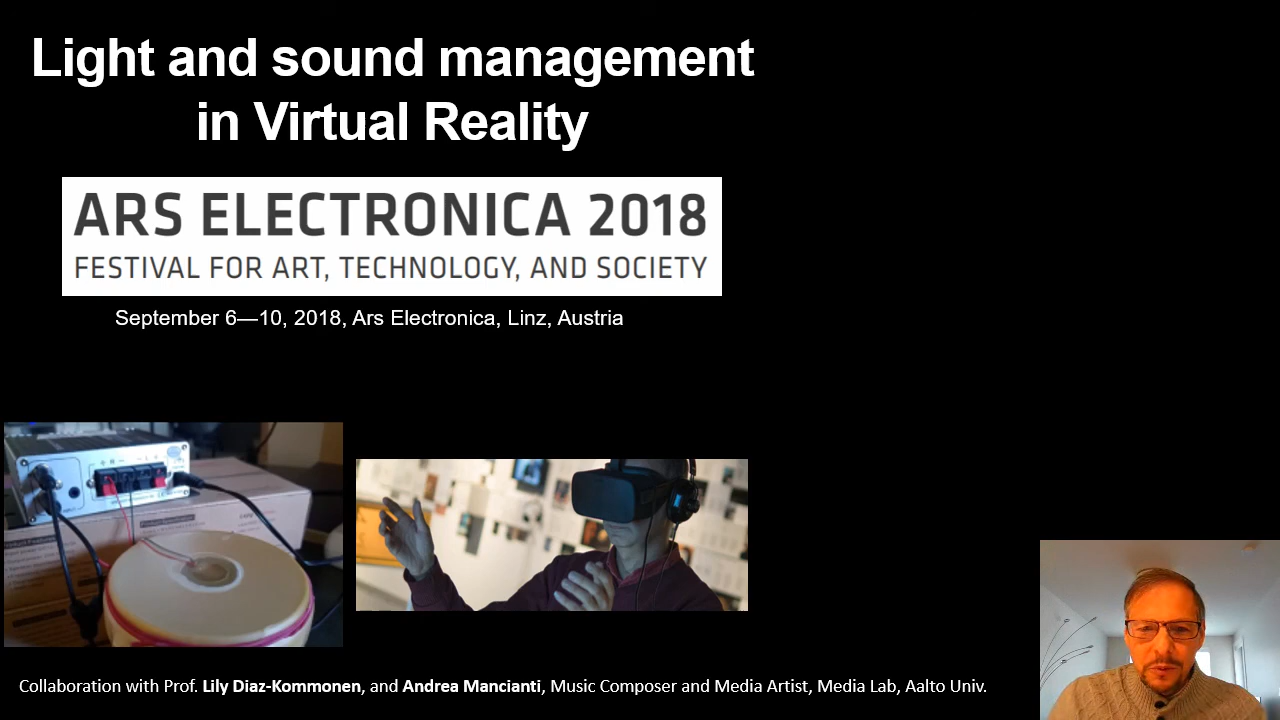 Light and sound management
in Virtual Reality
ARS ELECTRONICA 2018
FESTIVAL FOR ART, TECHNOLOGY, AND SOCIETY
September 6—10, 2018, Ars Electronica, Linz, Austria
Collaboration with Prof. Lily Diaz-Kommonen, and Andrea Mancianti, Music Composer and Media Artist, Media Lab, Aalto Univ.